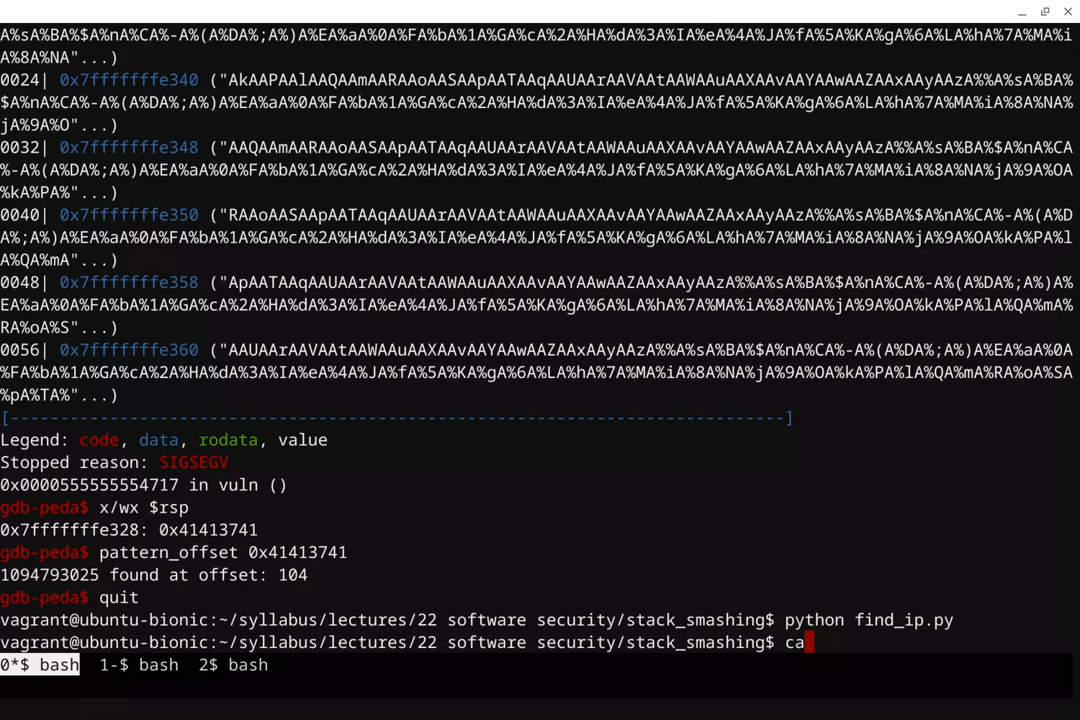 A%sA%BA%$A%nA%CA%-A%(A%DA%;A%)A%EA%aA%0A%FA%bA%1A%GA%cA%2A%HA%dA%3A%IA%eA%4A%JA%fA%5A%KA%gA%6A%LA%hA%7A%MA%i
A%8A%NA"...)
0024| 0x7fffffffe340 ("AkAAPAAlAAQAAmAARAAoAASAApAATAAqAAUAArAAVAAtAAWAAuAAXAAvAAYAAwAAZAAxAAyAAzA%%A%sA%BA%
$A%nA%CA%-A%(A%DA%;A%)A%EA%aA%0A%FA%bA%1A%GA%cA%2A%HA%dA%3A%IA%eA%4A%JA%fA%5A%KA%gA%6A%LA%hA%7A%MA%iA%8A%NA%
jA%9A%O"...)
0032| 0x7fffffffe348 ("AAQAAmAARAAoAASAApAATAAqAAUAArAAVAAtAAWAAuAAXAAvAAYAAwAAZAAxAAyAAzA%%A%sA%BA%$A%nA%CA
%-A%(A%DA%;A%)A%EA%aA%0A%FA%bA%1A%GA%cA%2A%HA%dA%3A%IA%eA%4A%JA%fA%5A%KA%gA%6A%LA%hA%7A%MA%iA%8A%NA%jA%9A%OA
%kA%PA%"...)
0040| 0x7fffffffe350 ("RAAoAASAApAATAAqAAUAArAAVAAtAAWAAuAAXAAvAAYAAwAAZAAxAAyAAzA%%A%sA%BA%$A%nA%CA%-A%(A%D
A%;A%)A%EA%aA%0A%FA%bA%1A%GA%cA%2A%HA%dA%3A%IA%eA%4A%JA%fA%5A%KA%gA%6A%LA%hA%7A%MA%iA%8A%NA%jA%9A%OA%kA%PA%l
A%QA%mA"...)
0048| 0x7fffffffe358 ("ApAATAAqAAUAArAAVAAtAAWAAuAAXAAvAAYAAwAAZAAxAAyAAzA%%A%sA%BA%$A%nA%CA%-A%(A%DA%;A%)A%
EA%aA%0A%FA%bA%1A%GA%cA%2A%HA%dA%3A%IA%eA%4A%JA%fA%5A%KA%gA%6A%LA%hA%7A%MA%iA%8A%NA%jA%9A%OA%kA%PA%lA%QA%mA%
RA%oA%S"...)
0056| 0x7fffffffe360 ("AAUAArAAVAAtAAWAAuAAXAAvAAYAAwAAZAAxAAyAAzA%%A%sA%BA%$A%nA%CA%-A%(A%DA%;A%)A%EA%aA%0A
%FA%bA%1A%GA%cA%2A%HA%dA%3A%IA%eA%4A%JA%fA%5A%KA%gA%6A%LA%hA%7A%MA%iA%8A%NA%jA%9A%OA%kA%PA%lA%QA%mA%RA%oA%SA
%pA%TA%"...)
[------------------------------------------------------------------------------]
Legend: code, data, rodata, value
Stopped reason: SIGSEGV
0x0000555555554717 in vuln ()
gdb-peda$ x/wx $rsp
0x7fffffffe328: 0x41413741
gdb-peda$ pattern_offset 0x41413741
1094793025 found at offset: 104
gdb-peda$ quit
vagrant@ubuntu-bionic:~/syllabus/lectures/22 software security/stack_smashing$ python find_ip.py
vagrant@ubuntu-bionic:~/syllabus/lectures/22 software security/stack_smashing$ ca
0*$ bash  1-$ bash  2$ bash